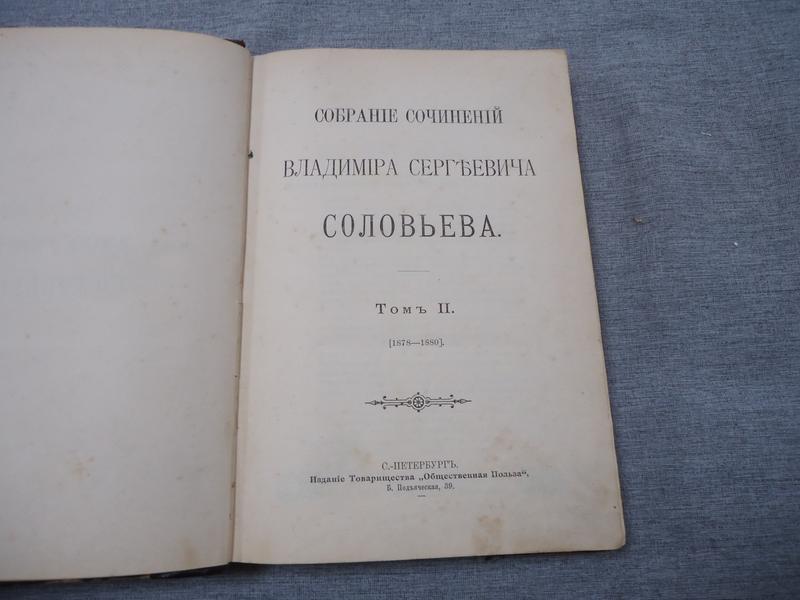 СОБРАНІЕ СОЧИНЕНІЙ
ВЛАДИМІРА СЕРГѢЕВИЧА
СОЛОВЬЕВА.
Томъ II.
[1878—1880].
С.-ПЕТЕРБУРГЪ.
Изданіе Товарищества „Общественная Польза“,
Б. Подъяческая, 39.